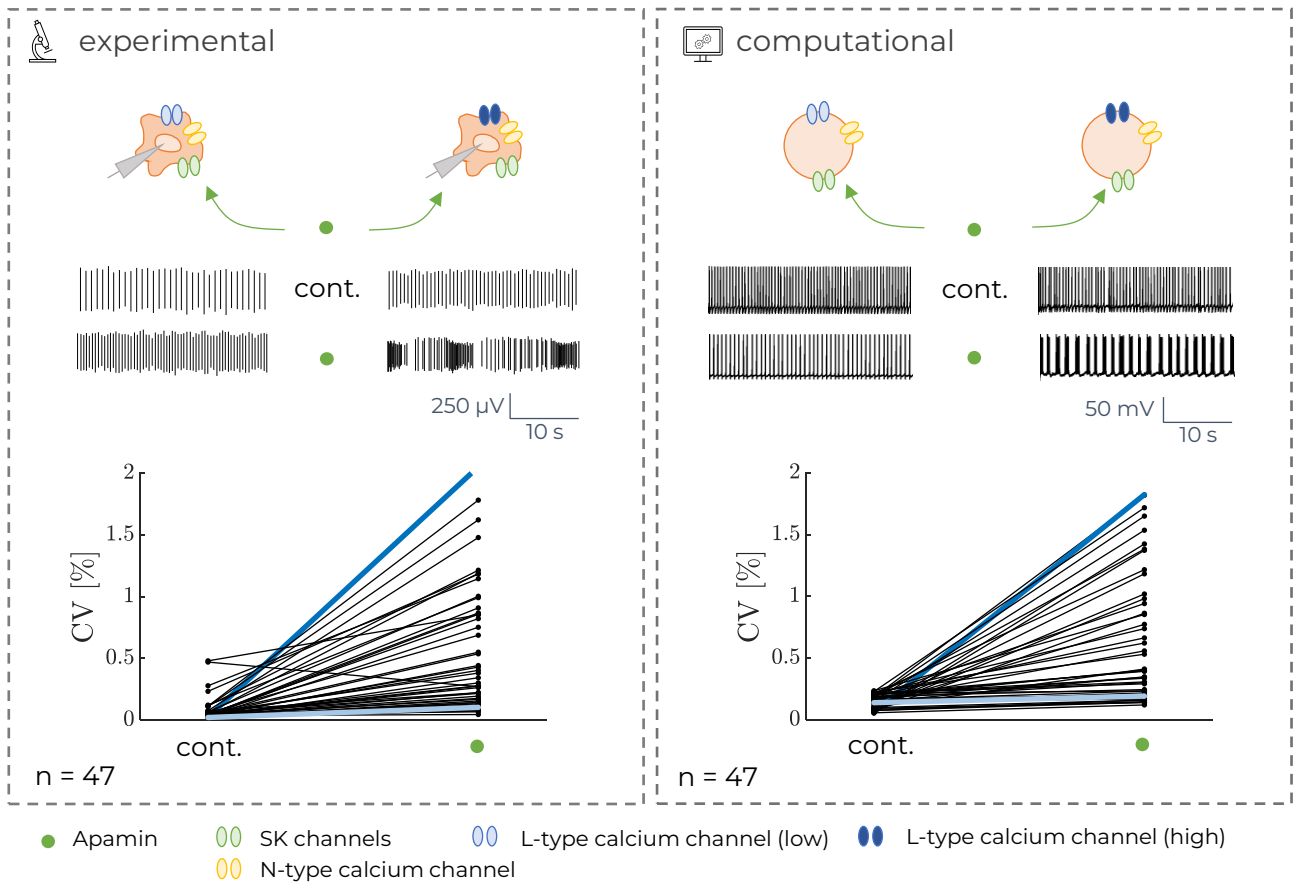 experimental
cont.
250 µV
10 s
2
1.5
1
0.5
0
CV [%]
cont.
n = 47
computational
cont.
50 mV
10 s
2
1.5
1
0.5
0
CV [%]
cont.
n = 47
Apamin
SK channels
L-type calcium channel (low)
L-type calcium channel (high)
N-type calcium channel